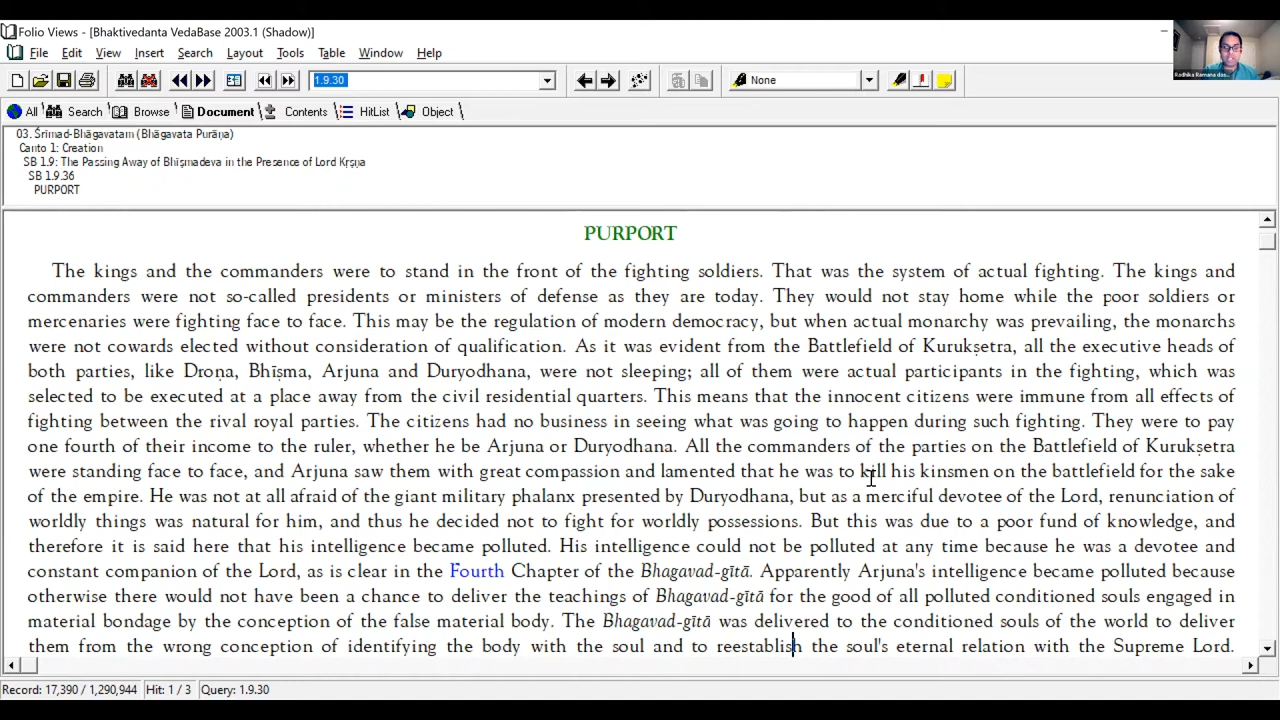 Folio Views - [Bhaktivedanta VedaBase 2003.1 (Shadow)]
File Edit View Insert Search Layout Tools Table Window Help
1.9.30 None
All Search Browse Document Contents HitList Object
03. Śrīmad-Bhāgavatam (Bhāgavata Purāṇa)
Canto 1: Creation
SB 1.9: The Passing Away of Bhīṣmadeva in the Presence of Lord Kṛṣṇa
SB 1.9.36
PURPORT
PURPORT
The kings and the commanders were to stand in the front of the fighting soldiers. That was the system of actual fighting. The kings and
commanders were not so-called presidents or ministers of defense as they are today. They would not stay home while the poor soldiers or
mercenaries were fighting face to face. This may be the regulation of modern democracy, but when actual monarchy was prevailing, the monarchs
were not cowards elected without consideration of qualification. As it was evident from the Battlefield of Kurukṣetra, all the executive heads of
both parties, like Droṇa, Bhīṣma, Arjuna and Duryodhana, were not sleeping; all of them were actual participants in the fighting, which was
selected to be executed at a place away from the civil residential quarters. This means that the innocent citizens were immune from all effects of
fighting between the rival royal parties. The citizens had no business in seeing what was going to happen during such fighting. They were to pay
one fourth of their income to the ruler, whether he be Arjuna or Duryodhana. All the commanders of the parties on the Battlefield of Kurukṣetra
were standing face to face, and Arjuna saw them with great compassion and lamented that he was to kill his kinsmen on the battlefield for the sake
of the empire. He was not at all afraid of the giant military phalanx presented by Duryodhana, but as a merciful devotee of the Lord, renunciation of
worldly things was natural for him, and thus he decided not to fight for worldly possessions. But this was due to a poor fund of knowledge, and
therefore it is said here that his intelligence became polluted. His intelligence could not be polluted at any time because he was a devotee and
constant companion of the Lord, as is clear in the Fourth Chapter of the Bhagavad-gītā. Apparently Arjuna's intelligence became polluted because
otherwise there would not have been a chance to deliver the teachings of Bhagavad-gītā for the good of all polluted conditioned souls engaged in
material bondage by the conception of the false material body. The Bhagavad-gītā was delivered to the conditioned souls of the world to deliver
them from the wrong conception of identifying the body with the soul and to reestablish the soul's eternal relation with the Supreme Lord.
Record: 17,390 / 1,290,944 Hit: 1 / 3 Query: 1.9.30
Radhika Ramana das...